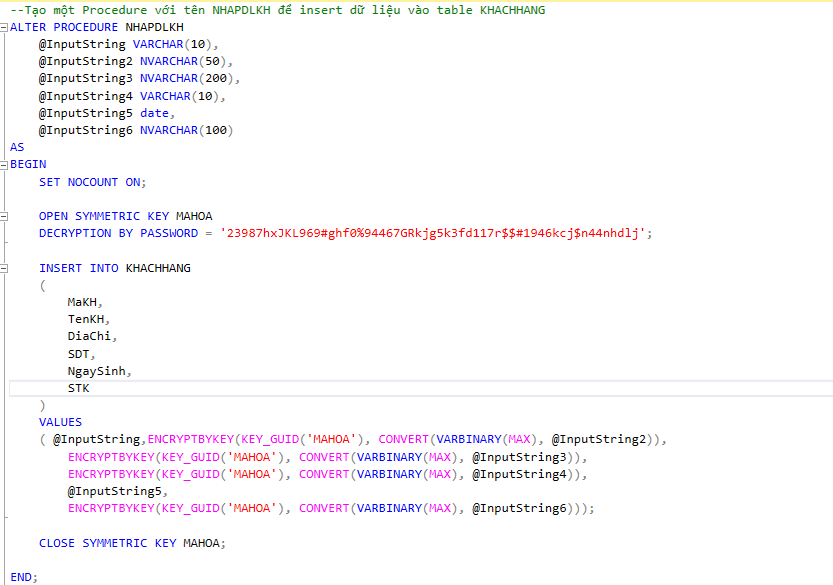 --Tạo một Procedure với tên NHAPDLKH để insert dữ liệu vào table KHACHHANG
ALTER PROCEDURE NHAPDLKH
@InputString VARCHAR(10),
@InputString2 NVARCHAR(50),
@InputString3 NVARCHAR(200),
@InputString4 VARCHAR(10),
@InputString5 date,
@InputString6 NVARCHAR(100)
AS
BEGIN
SET NOCOUNT ON;
OPEN SYMMETRIC KEY MAHOA
DECRYPTION BY PASSWORD = '23987hxJKL969#ghf0%94467GRkjg5k3fd117r$$#1946kcj$n44nhdlj';
INSERT INTO KHACHHANG
(
MaKH,
TenKH,
DiaChi,
SDT,
NgaySinh,
STK
)
VALUES
( @InputString,ENCRYPTBYKEY(KEY_GUID('MAHOA'), CONVERT(VARBINARY(MAX), @InputString2)),
ENCRYPTBYKEY(KEY_GUID('MAHOA'), CONVERT(VARBINARY(MAX), @InputString3)),
ENCRYPTBYKEY(KEY_GUID('MAHOA'), CONVERT(VARBINARY(MAX), @InputString4)),
@InputString5,
ENCRYPTBYKEY(KEY_GUID('MAHOA'), CONVERT(VARBINARY(MAX), @InputString6)));
CLOSE SYMMETRIC KEY MAHOA;
END;